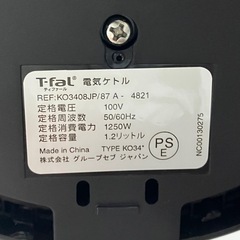 T-faL 電気ケトル
ティファール
REF:KO3408JP/87 A - 4821
定格電圧： 100V
定格周波数： 50/60Hz
定格消費電力： 1250W
容量： 1.2リットル
Made in China TYPE KO34*
株式会社 グループセブ ジャパン
PS
E
NC00130275